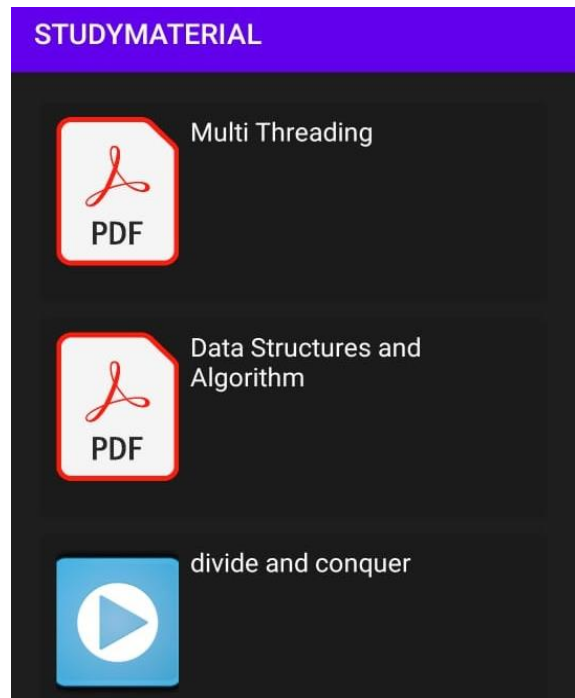 STUDYMATERIAL
Multi Threading
PDF
Data Structures and
Algorithm
PDF
divide and conquer